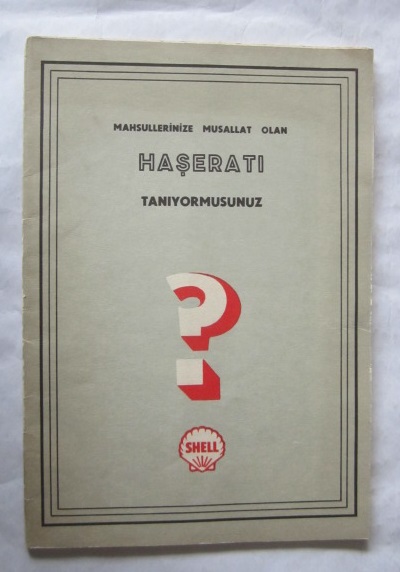 MAHSULLERİNİZE MUSALLAT OLAN
HAŞERATI
TANIYORMUSUNUZ
?
SHELL